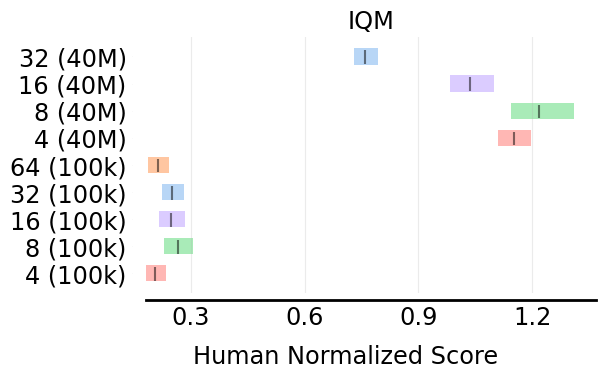 IQM
32 (40M)
16 (40M)
8 (40M)
4 (40M)
64 (100k)
32 (100k)
16 (100k)
8 (100k)
4 (100k)
0.3 0.6 0.9 1.2
Human Normalized Score